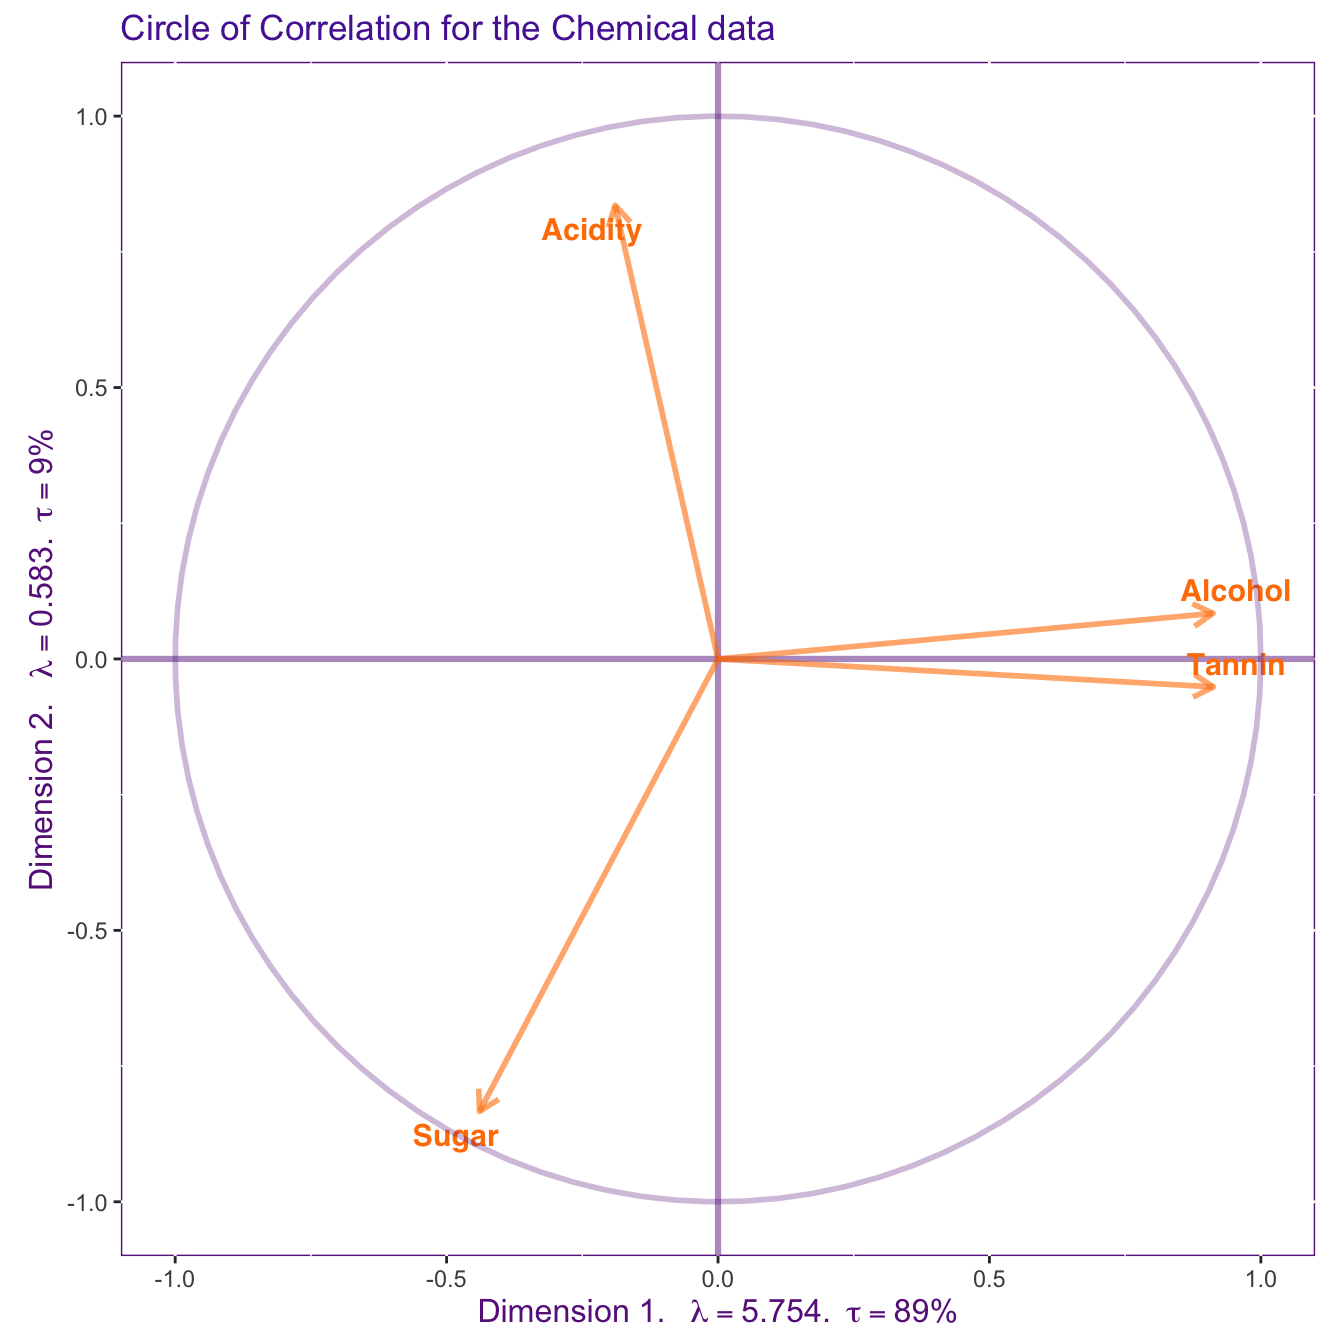 Circle of Correlation for the Chemical data
1.0
0.5
0.0
-0.5
-1.0
Dimension 2. λ = 0.583. τ = 9%
Acidity
Alcohol
Tannin
Sugar
-1.0 -0.5 0.0 0.5 1.0
Dimension 1. λ = 5.754. τ = 89%